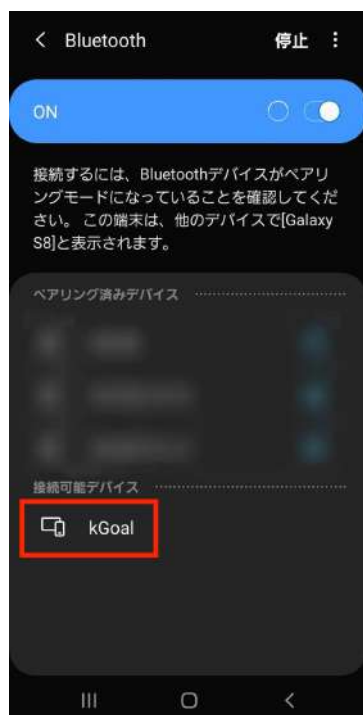 Bluetooth 停止
ON
接続するには、Bluetoothデバイスがペアリ
ングモードになっていることを確認してくだ
さい。 この端末は、他のデバイスで[Galaxy
S8]と表示されます。
ペアリング済みデバイス
接続可能デバイス
kGoal